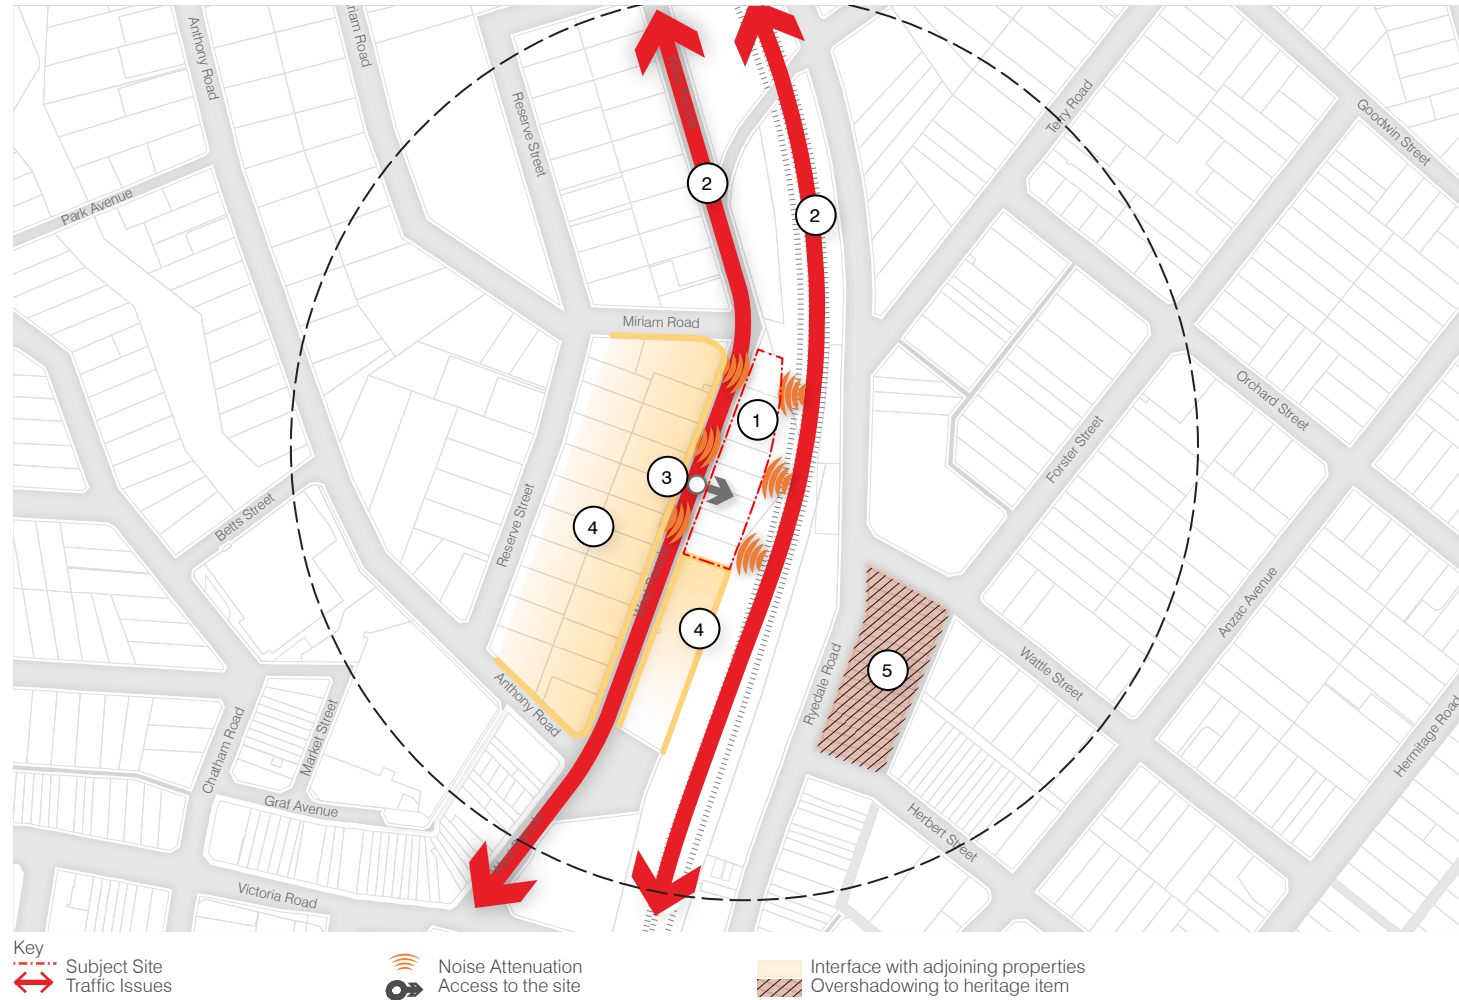 Anthony Road
Miriam Road
Reserve Street
Terry Road
Goodwin Street
Park Avenue
2
2
Miriam Road
1
Orchard Street
Forster Street
3
4
Betts Street
Reserve Street
West Parade
4
5
Anzac Avenue
Wattle Street
Ryedale Road
Anthony Road
Hermitage Road
Chatham Road
Market Street
Graf Avenue
Herbert Street
Victoria Road
Key
Subject Site
Traffic Issues
Noise Attenuation
Access to the site
Interface with adjoining properties
Overshadowing to heritage item